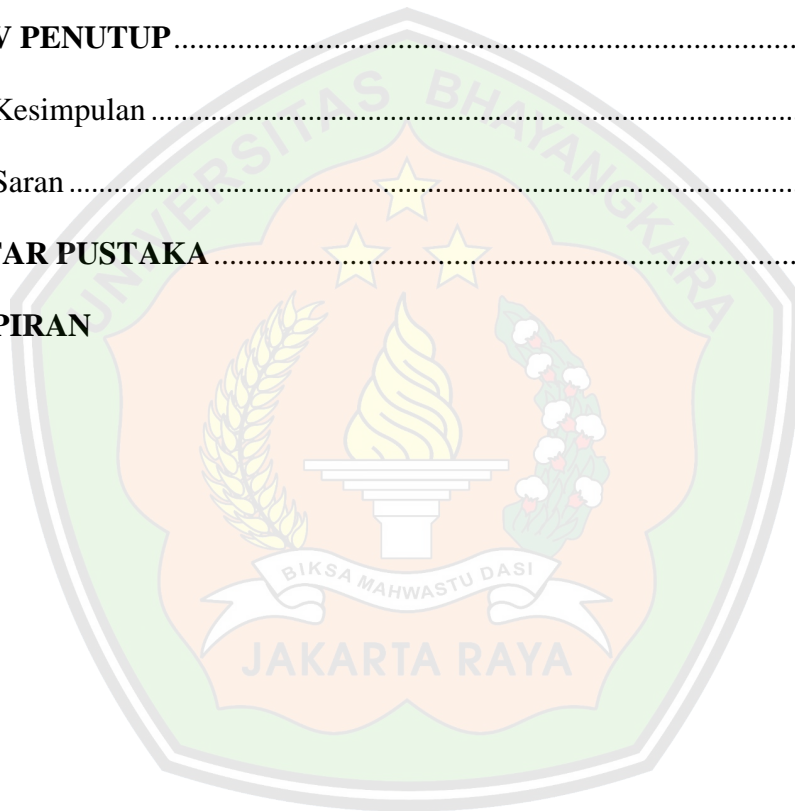 V PENUTUP........................................................................................
Kesimpulan ........................................................................................
Saran ........................................................................................
TAR PUSTAKA ........................................................................................
PIRAN
UNIVERSITAS BHAYANGKARA
BIKSA MAHWASTU DASI
JAKARTA RAYA